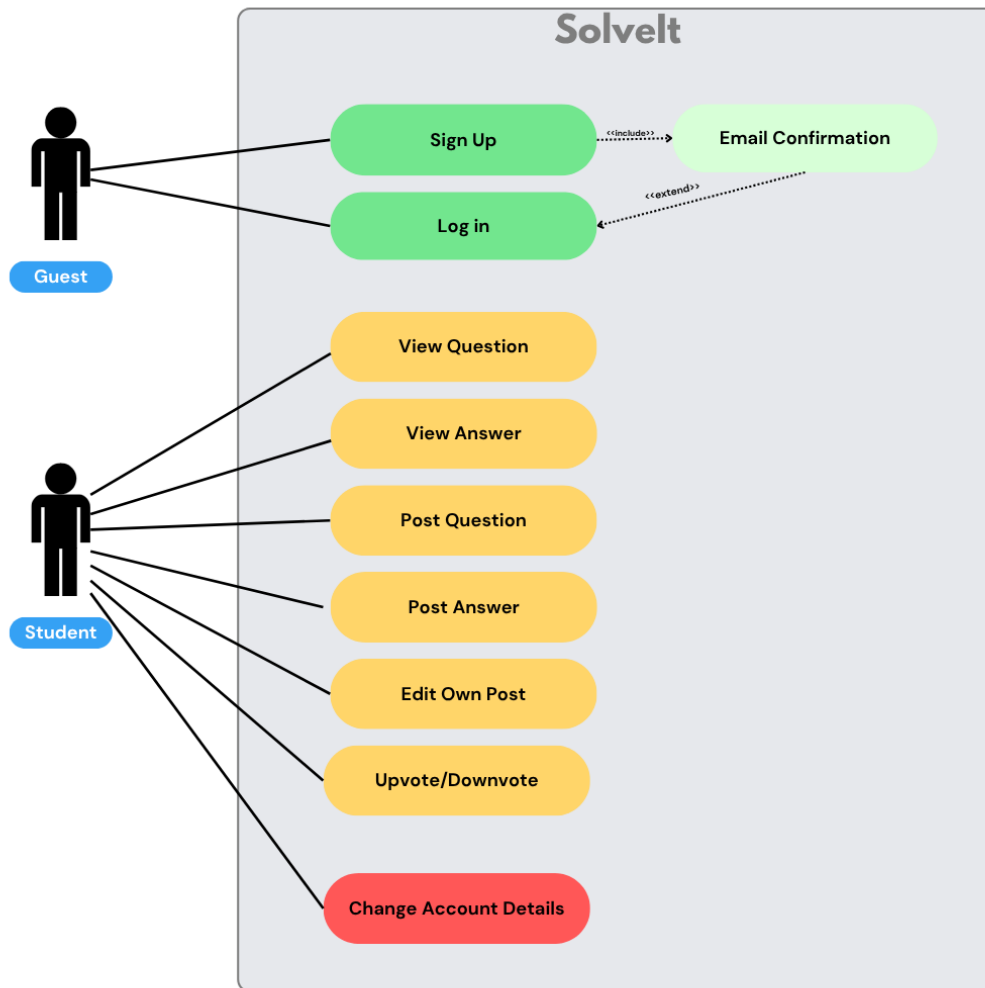 SolveIt
Sign Up
<<include>>
Email Confirmation
<<extend>>
Log in
Guest
View Question
View Answer
Post Question
Post Answer
Student
Edit Own Post
Upvote/Downvote
Change Account Details